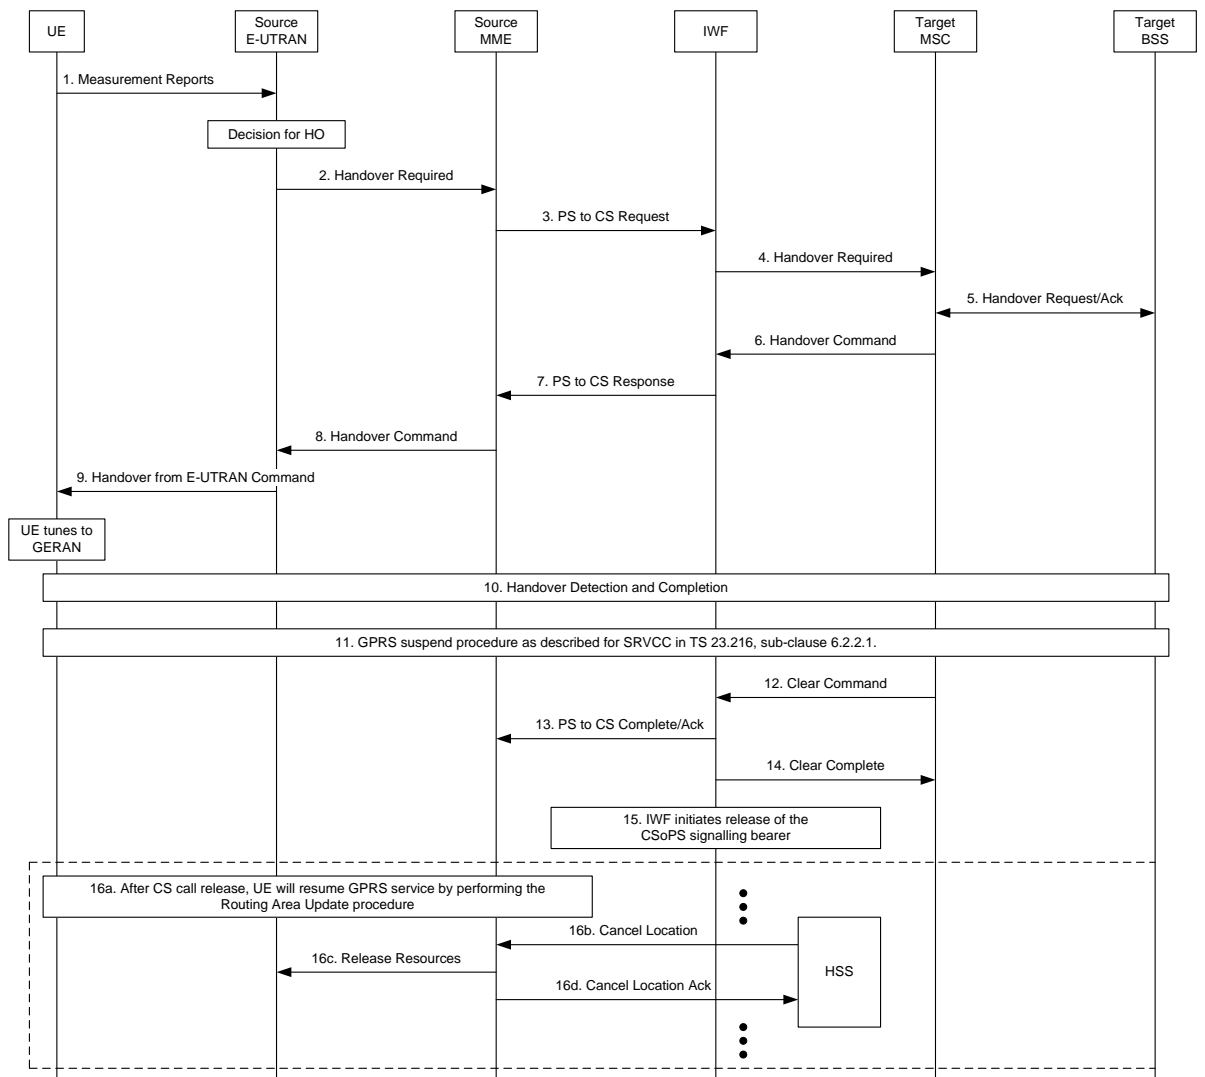 UE
Source
E-UTRAN
Source
MME
IWF
Target
MSC
Target
BSS
1. Measurement Reports
Decision for HO
2. Handover Required
3. PS to CS Request
4. Handover Required
5. Handover Request/Ack
6. Handover Command
7. PS to CS Response
8. Handover Command
9. Handover from E-UTRAN Command
UE tunes to
GERAN
10. Handover Detection and Completion
11. GPRS suspend procedure as described for SRVCC in TS 23.216, sub-clause 6.2.2.1.
12. Clear Command
13. PS to CS Complete/Ack
14. Clear Complete
15. IWF initiates release of the
CSoPS signalling bearer
16a. After CS call release, UE will resume GPRS service by performing the
Routing Area Update procedure
16b. Cancel Location
16c. Release Resources
HSS
16d. Cancel Location Ack